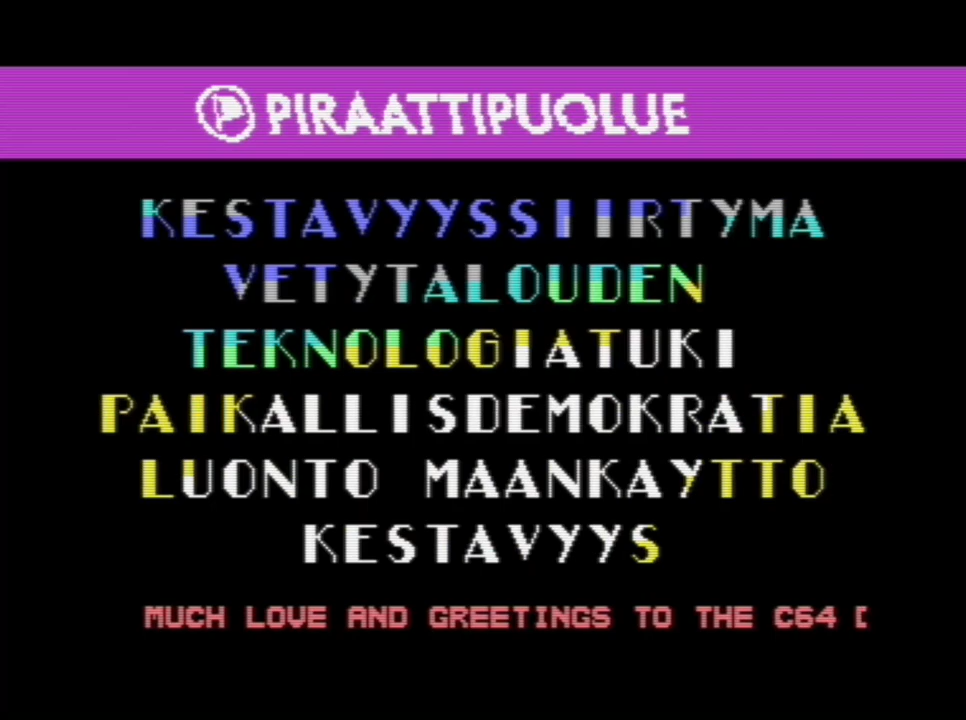 PIRAATTIPUOLUE
KESTAVYYSSIIRTYMA
VETYTALOUDEN
TEKNOLOGIATUKI
PAIKALLISDEMOKRATIA
LUONTO MAANKAYTTO
KESTAVYYS
MUCH LOVE AND GREETINGS TO THE C64